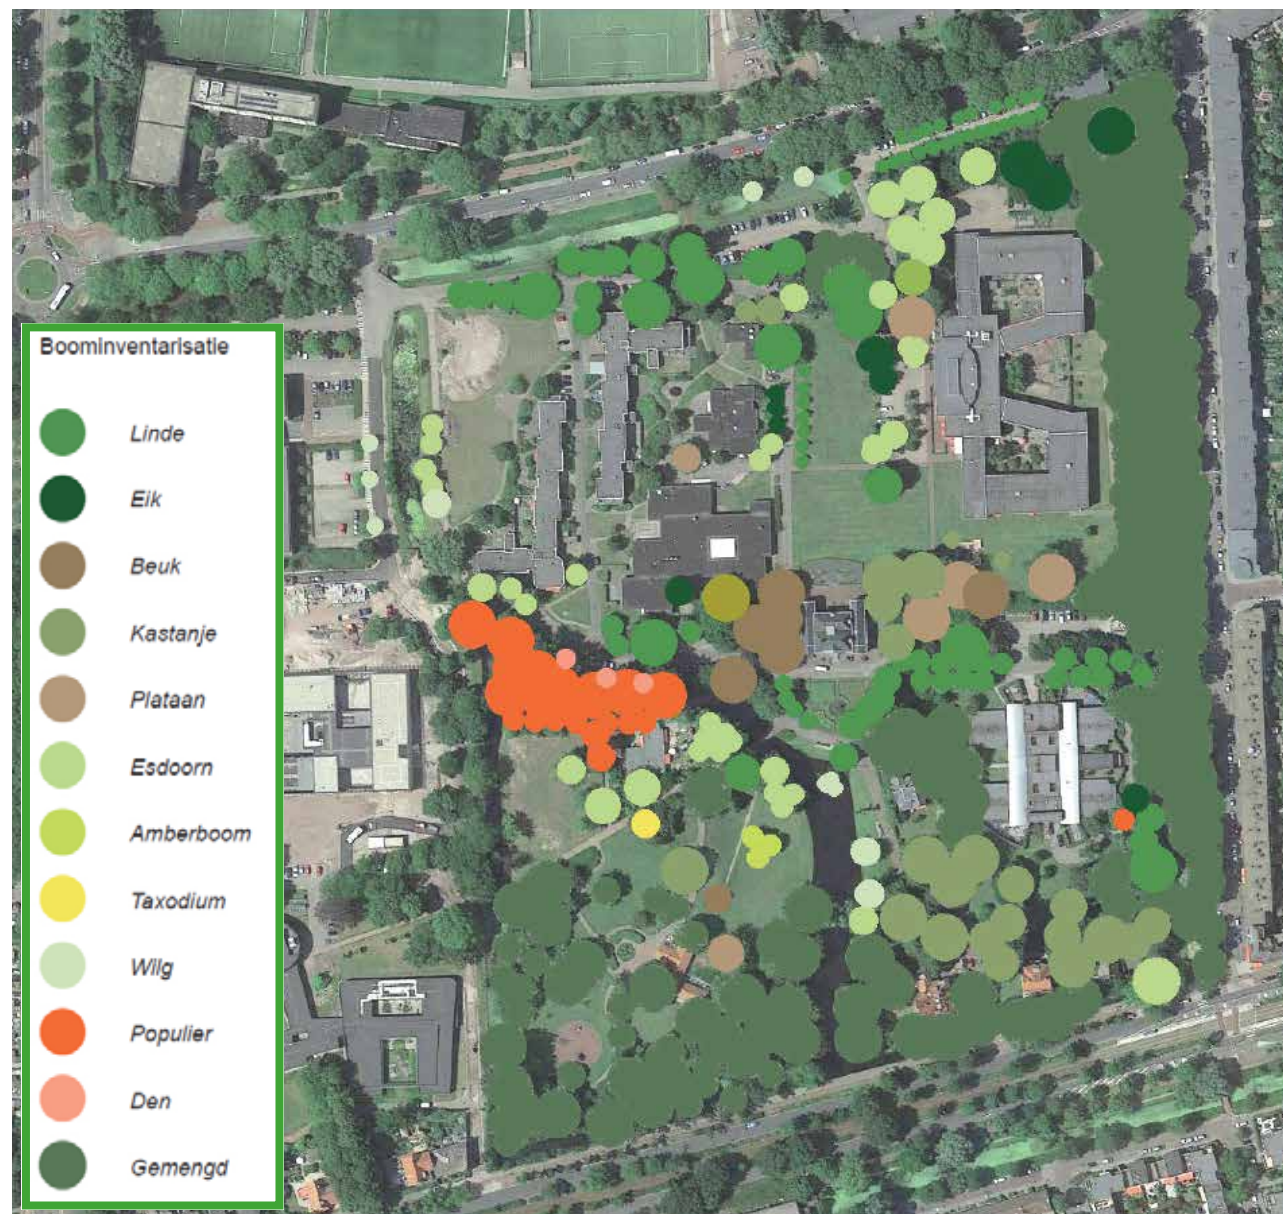 Boominventarisatie
Linde
Eik
Beuk
Kastanje
Plataan
Esdoorn
Amberboom
Taxodium
Wilg
Populier
Den
Gemengd